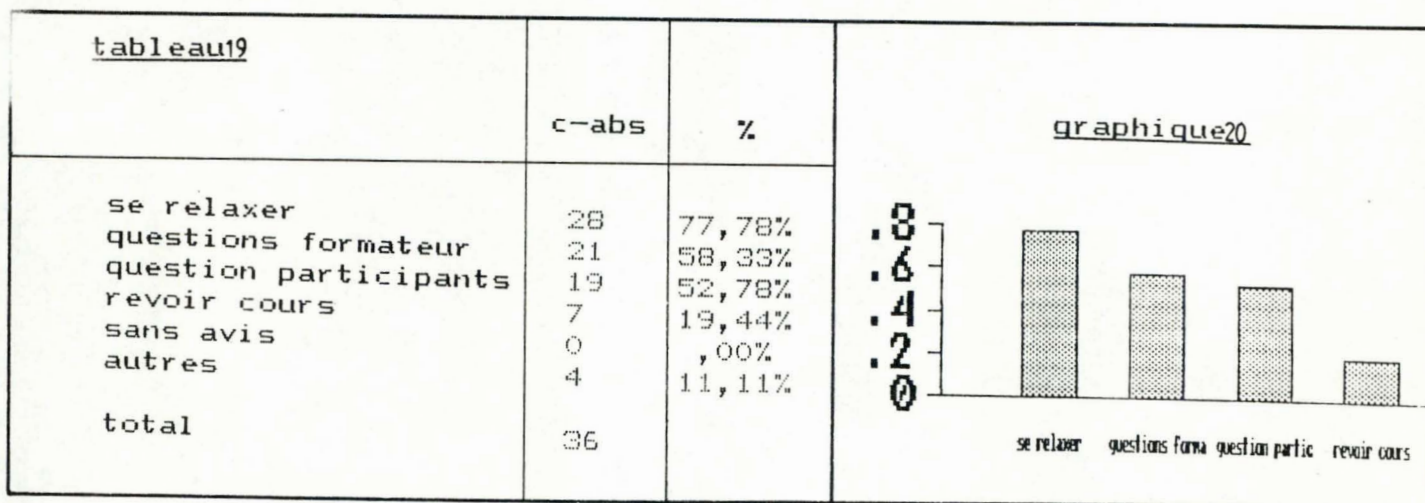 tableau19
c-abs %
se relaxer 28 77,78%
questions formateur 21 58,33%
question participants 19 52,78%
revoir cours 7 19,44%
sans avis 0 ,00%
autres 4 11,11%
total 36
graphique20
.8
.6
.4
.2
0
se relaxer questions forma question partic revoir cours